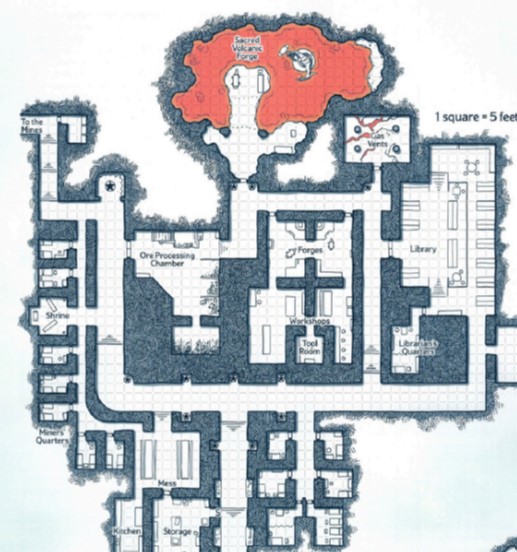 Sacred
Volcanic
Forge
1 square = 5 feet
To the
Mines
Gas
Vents
Forges
Library
Ore Processing
Chamber
Shrine
Workshops
Tool
Room
Librarian's
Quarters
Miners'
Quarters
Mess
Kitchen
Storage
S